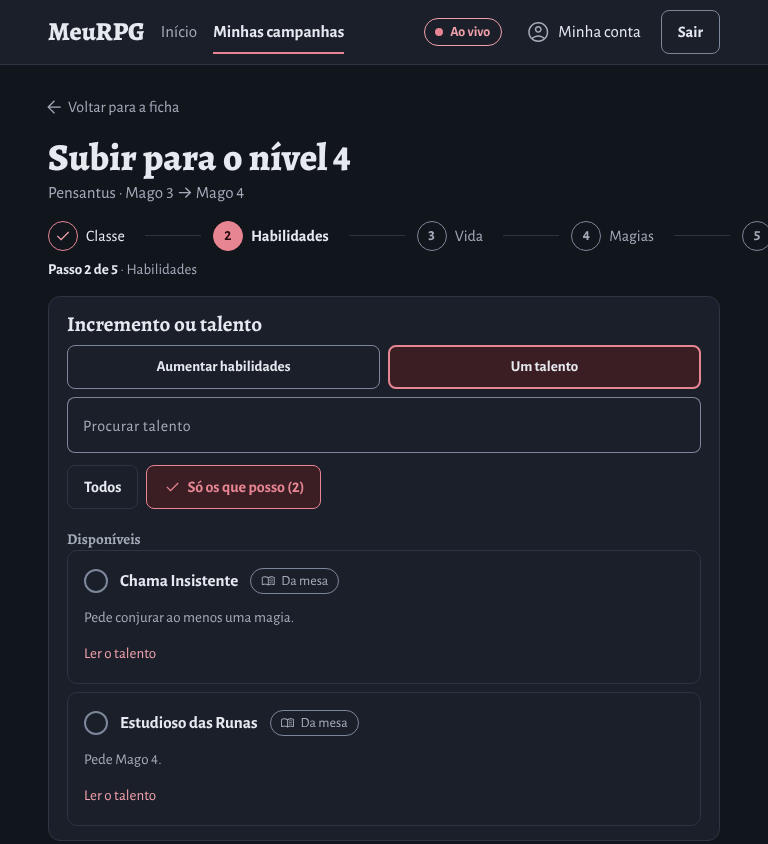 MeuRPG Início Minhas campanhas Ao vivo Minha conta Sair
← Voltar para a ficha
Subir para o nível 4
Pensantus · Mago 3 → Mago 4
✓ Classe 2 Habilidades 3 Vida 4 Magias 5
Passo 2 de 5 · Habilidades
Incremento ou talento
Aumentar habilidades Um talento
Procurar talento
Todos ✓ Só os que posso (2)
Disponíveis
Chama Insistente Da mesa
Pede conjurar ao menos uma magia.
Ler o talento
Estudioso das Runas Da mesa
Pede Mago 4.
Ler o talento